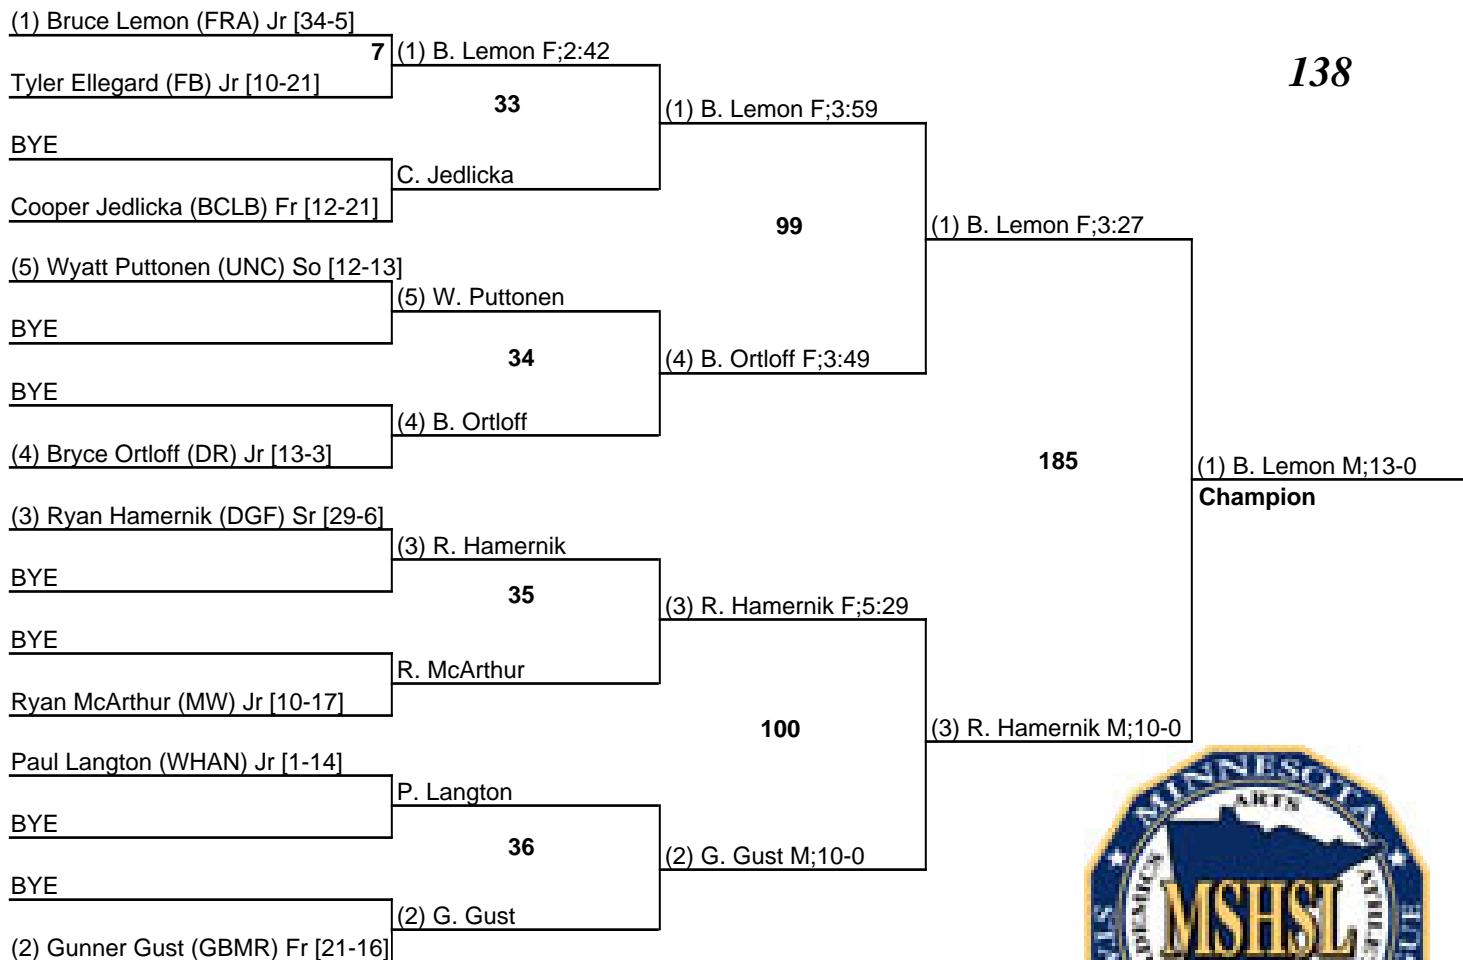 (1) Bruce Lemon (FRA) Jr [34-5]
7
Tyler Ellegard (FB) Jr [10-21]
BYE
Cooper Jedlicka (BCLB) Fr [12-21]
(5) Wyatt Puttonen (UNC) So [12-13]
BYE
BYE
(4) Bryce Ortloff (DR) Jr [13-3]
(3) Ryan Hamernik (DGF) Sr [29-6]
BYE
BYE
Ryan McArthur (MW) Jr [10-17]
Paul Langton (WHAN) Jr [1-14]
BYE
BYE
(2) Gunner Gust (GBMR) Fr [21-16]
(1) B. Lemon F;2:42
33
C. Jedlicka
(5) W. Puttonen
34
(4) B. Ortloff
(3) R. Hamernik
35
R. McArthur
P. Langton
36
(2) G. Gust
(1) B. Lemon F;3:59
99
(4) B. Ortloff F;3:49
(3) R. Hamernik F;5:29
100
(2) G. Gust M;10-0
(1) B. Lemon F;3:27
185
(3) R. Hamernik M;10-0
(1) B. Lemon M;13-0
Champion
138
MINNESOTA
ARTS
MSHSL